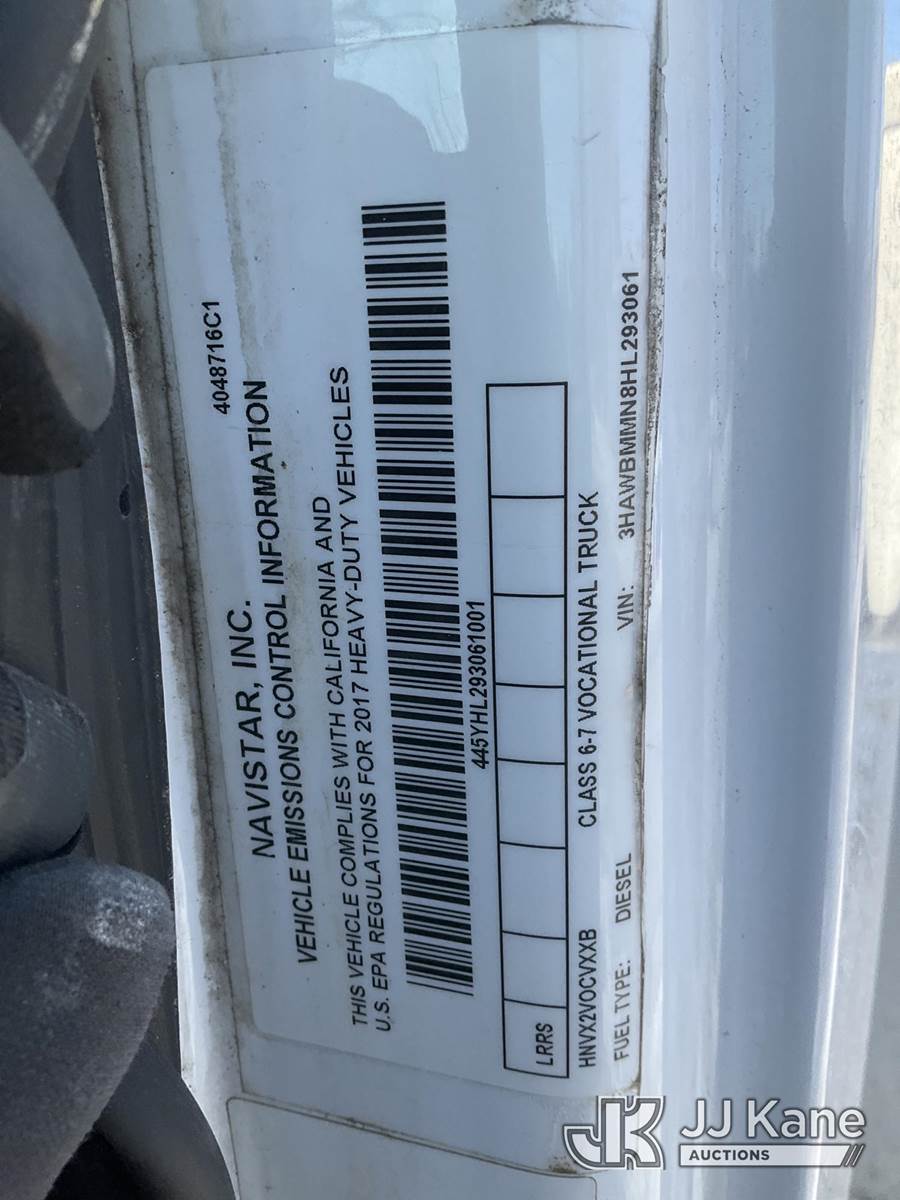 4048716C1
NAVISTAR, INC.
VEHICLE EMISSIONS CONTROL INFORMATION
THIS VEHICLE COMPLIES WITH CALIFORNIA AND
U.S. EPA REGULATIONS FOR 2017 HEAVY-DUTY VEHICLES
445YHL293061001
LRRS
HNVX2VOCVXXB CLASS 6-7 VOCATIONAL TRUCK
FUEL TYPE: DIESEL VIN: 3HAWBMMN8HL293061
JK JJ Kane
AUCTIONS